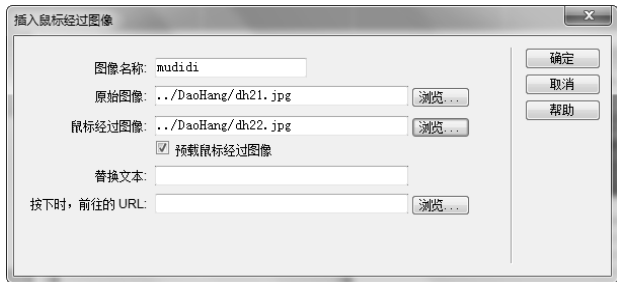 插入鼠标经过图像
图像名称: mudidi
确定
原始图像: ../DaoHang/dh21.jpg 浏览...
取消
鼠标经过图像: ../DaoHang/dh22.jpg 浏览...
帮助
预载鼠标经过图像
替换文本:
按下时，前往的 URL: 浏览...